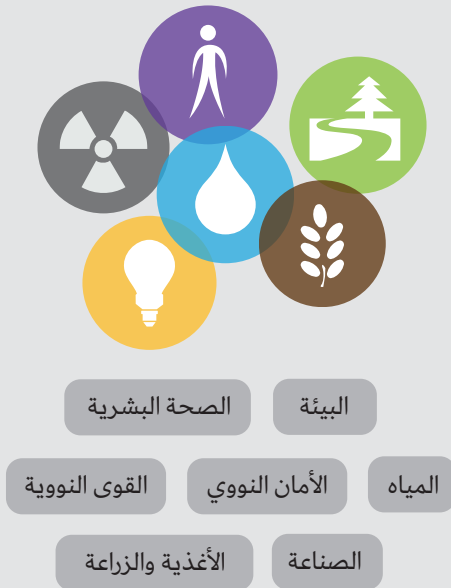 البيئة الصحة البشرية
المياه الأمان النووي القوى النووية
الصناعة الأغذية والزراعة